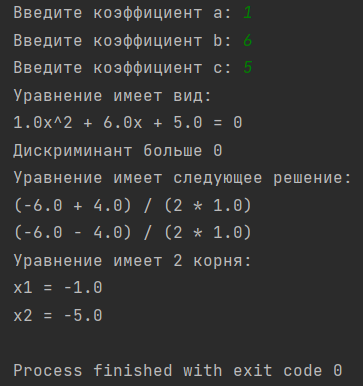 Введите коэффициент a: 1
Введите коэффициент b: 6
Введите коэффициент c: 5
Уравнение имеет вид:
1.0x^2 + 6.0x + 5.0 = 0
Дискриминант больше 0
Уравнение имеет следующее решение:
(-6.0 + 4.0) / (2 * 1.0)
(-6.0 - 4.0) / (2 * 1.0)
Уравнение имеет 2 корня:
x1 = -1.0
x2 = -5.0
Process finished with exit code 0